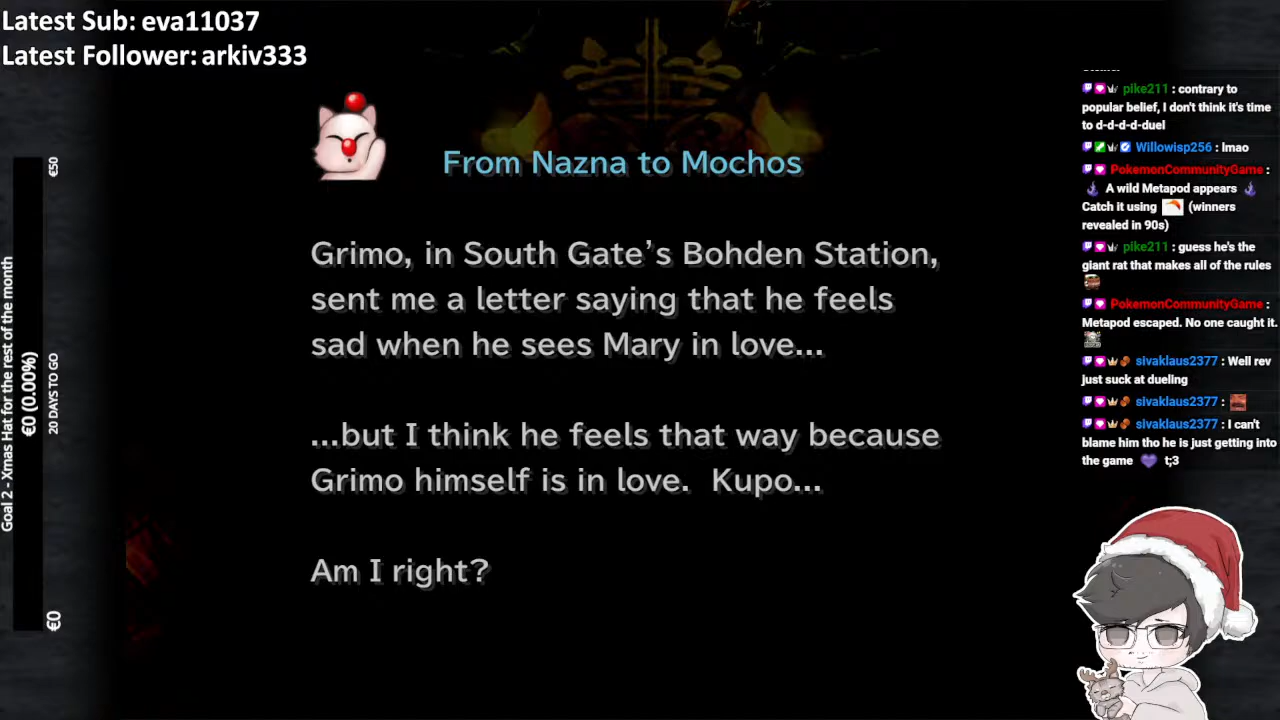 Latest Sub: eva11037
Latest Follower: arkiv333
Goal 2 - Xmas Hat for the rest of the month
€0 (0.00%)
20 DAYS TO GO
€50
€0
From Nazna to Mochos
Grimo, in South Gate's Bohden Station,
sent me a letter saying that he feels
sad when he sees Mary in love...
...but I think he feels that way because
Grimo himself is in love.  Kupo...
Am I right?
plke211 : contrary to
popular belief, I don't think it's time
to d-d-d-d-duel
Willowisp256 : lmao
PokemonCommunityGame :
A wild Metapod appears
Catch it using (winners
revealed in 90s)
plke211 : guess he's the
giant rat that makes all of the rules
PokemonCommunityGame :
Metapod escaped. No one caught it.
sivaklaus2377 : Well rev
just suck at dueling
sivaklaus2377 :
sivaklaus2377 : I can't
blame him tho he is just getting into
the game t;3